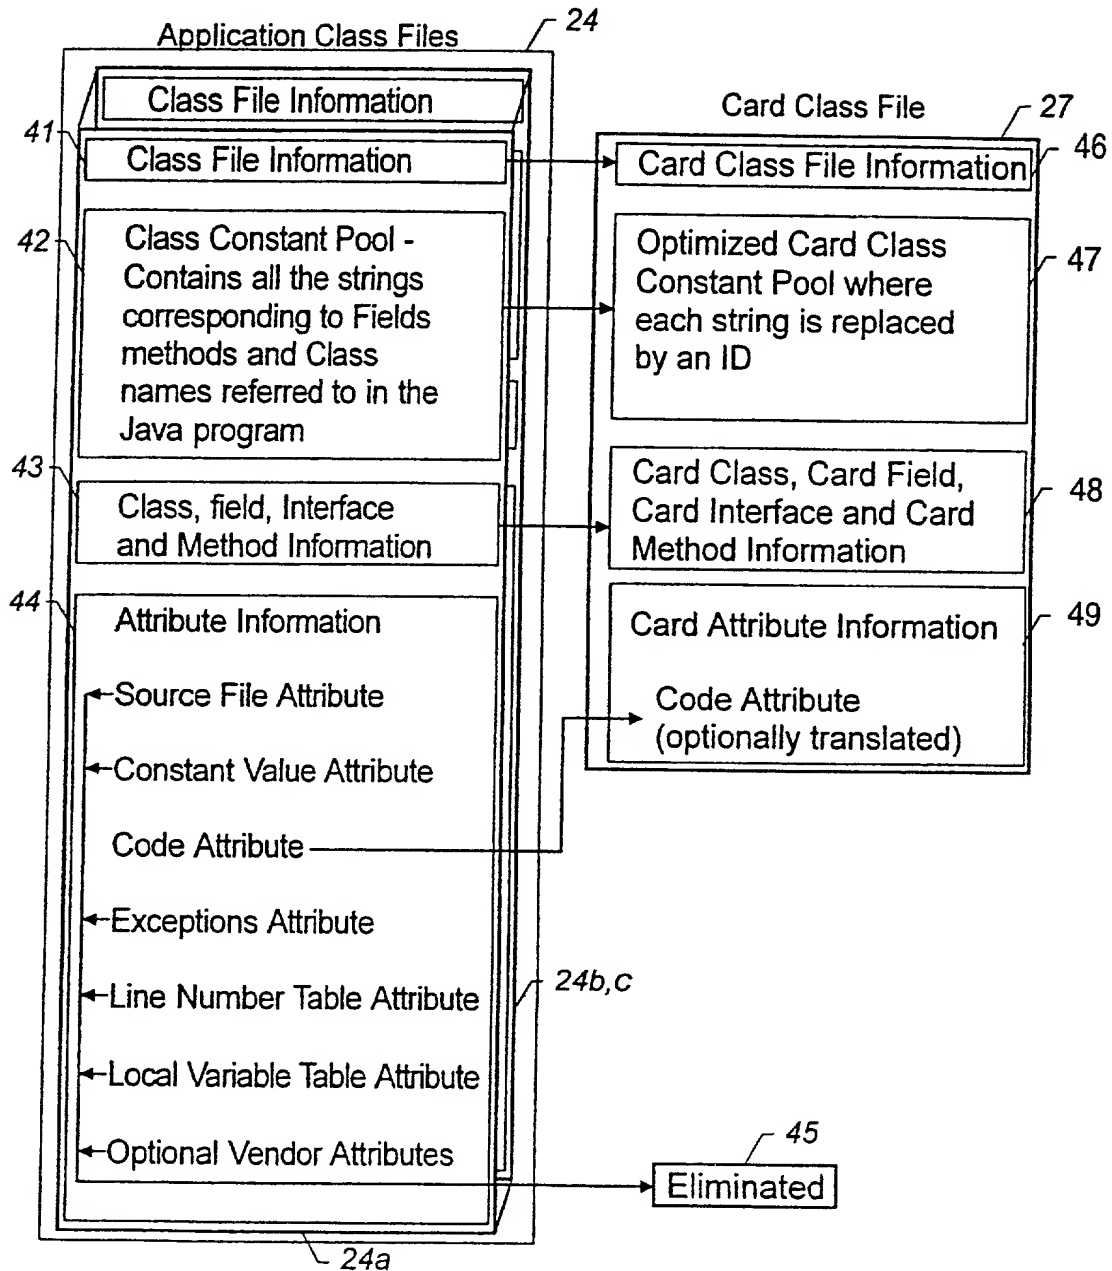 Application Class Files
24
Class File Information
41
Class File Information
42
Class Constant Pool -
Contains all the strings
corresponding to Fields
methods and Class
names referred to in the
Java program
43
Class, field, Interface
and Method Information
44
Attribute Information
Source File Attribute
Constant Value Attribute
Code Attribute
Exceptions Attribute
Line Number Table Attribute
Local Variable Table Attribute
Optional Vendor Attributes
24b,c
24a
Card Class File
27
Card Class File Information
46
Optimized Card Class
Constant Pool where
each string is replaced
by an ID
47
Card Class, Card Field,
Card Interface and Card
Method Information
48
Card Attribute Information
49
Code Attribute
(optionally translated)
45
Eliminated